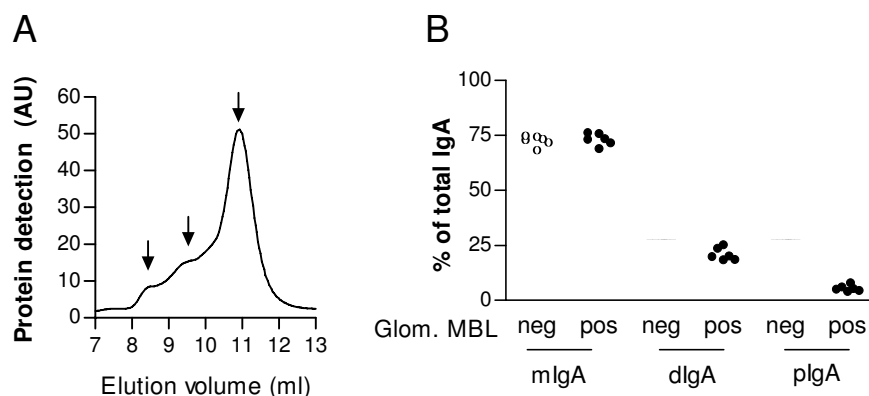 A
Protein detection (AU)
60
50
40
30
20
10
0
7 8 9 10 11 12 13
Elution volume (ml)
B
% of total IgA
100
75
50
25
0
Glom. MBL neg pos neg pos neg pos
mIgA dIgA pIgA